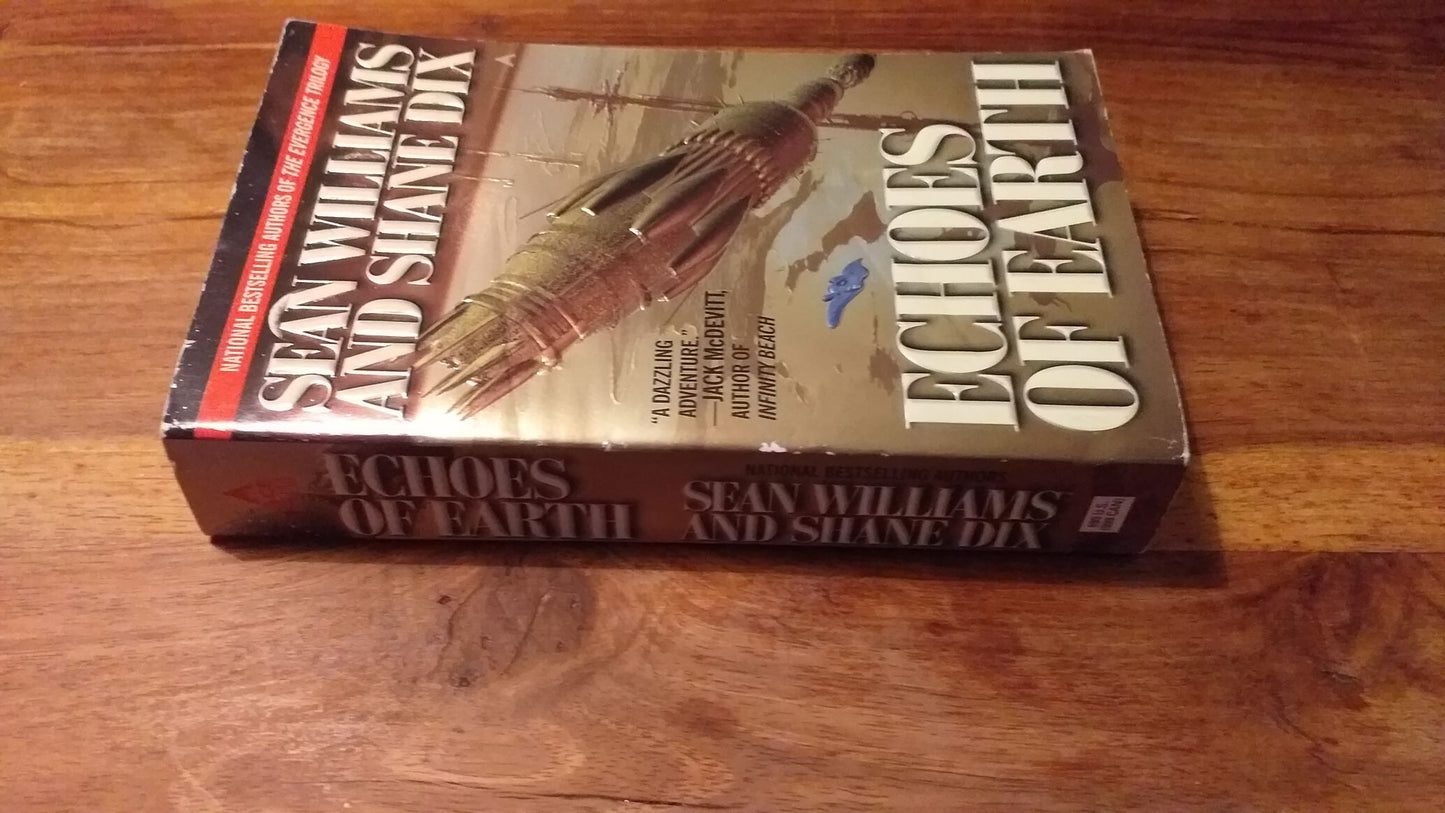 NATIONAL BESTSELLING AUTHORS OF THE EVERGENCE TRILOGY
SEAN WILLIAMS
AND SHANE DIX
"A DAZZLING
ADVENTURE."
—JACK McDEVITT,
AUTHOR OF
INFINITY BEACH
ECHOES
OF EARTH
ECHOES
OF EARTH
NATIONAL BESTSELLING AUTHORS
SEAN WILLIAMS
AND SHANE DIX
U.S.
CAN